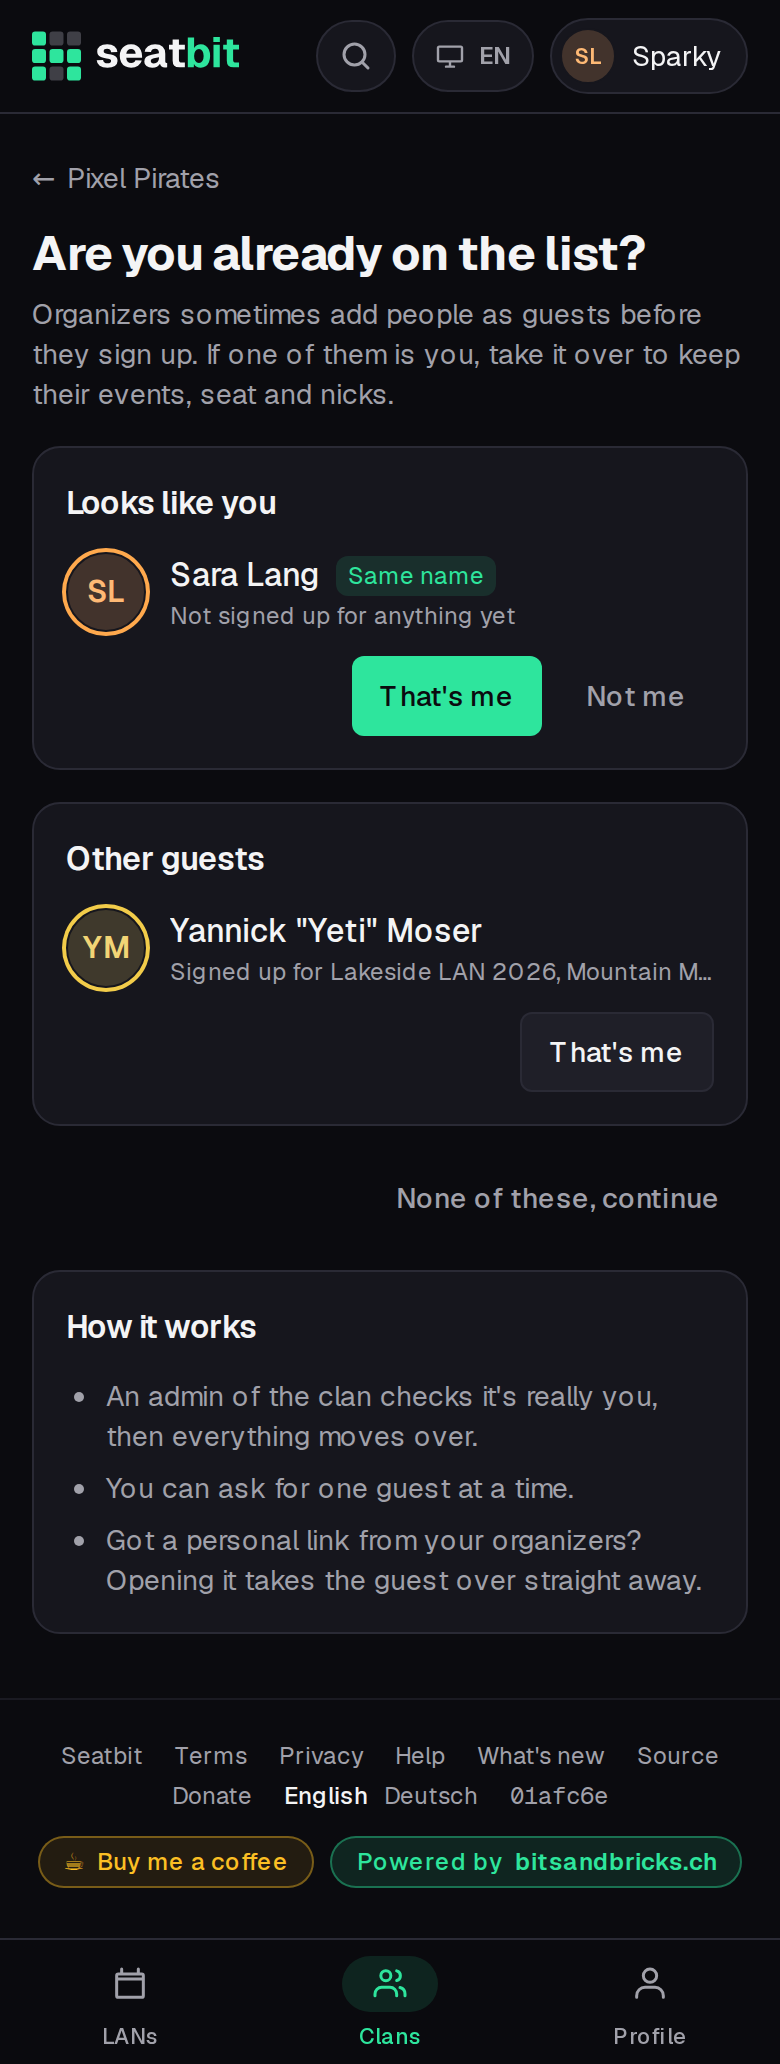 seatbit
EN
SL
Sparky
← Pixel Pirates
Are you already on the list?
Organizers sometimes add people as guests before
they sign up. If one of them is you, take it over to keep
their events, seat and nicks.
Looks like you
SL
Sara Lang
Same name
Not signed up for anything yet
That's me
Not me
Other guests
YM
Yannick "Yeti" Moser
Signed up for Lakeside LAN 2026, Mountain M…
That's me
None of these, continue
How it works
• An admin of the clan checks it's really you,
then everything moves over.
• You can ask for one guest at a time.
• Got a personal link from your organizers?
Opening it takes the guest over straight away.
Seatbit Terms Privacy Help What's new Source
Donate English Deutsch 01afc6e
☕ Buy me a coffee
Powered by bitsandbricks.ch
LANs
Clans
Profile